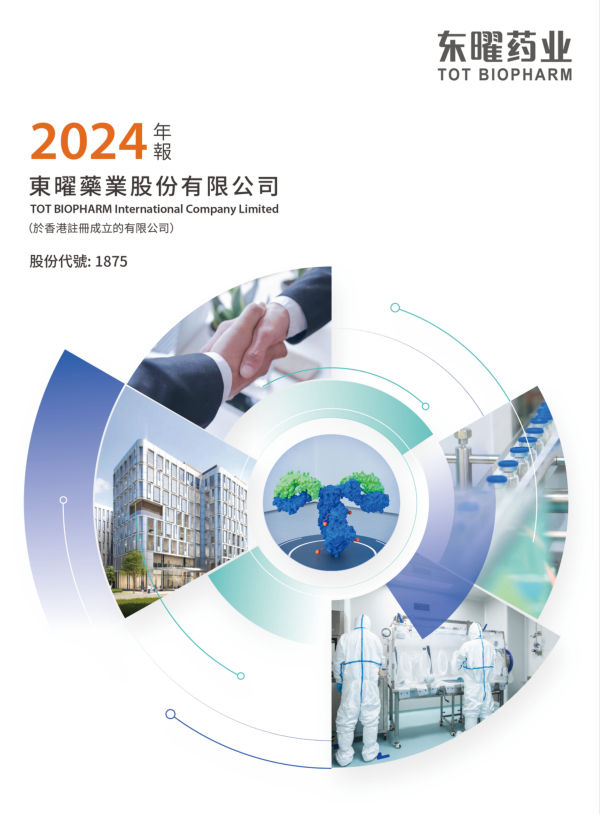 东曜药业
TOT BIOPHARM
2024年報
東曜藥業股份有限公司
TOT BIOPHARM International Company Limited
(於香港註冊成立的有限公司)
股份代號: 1875